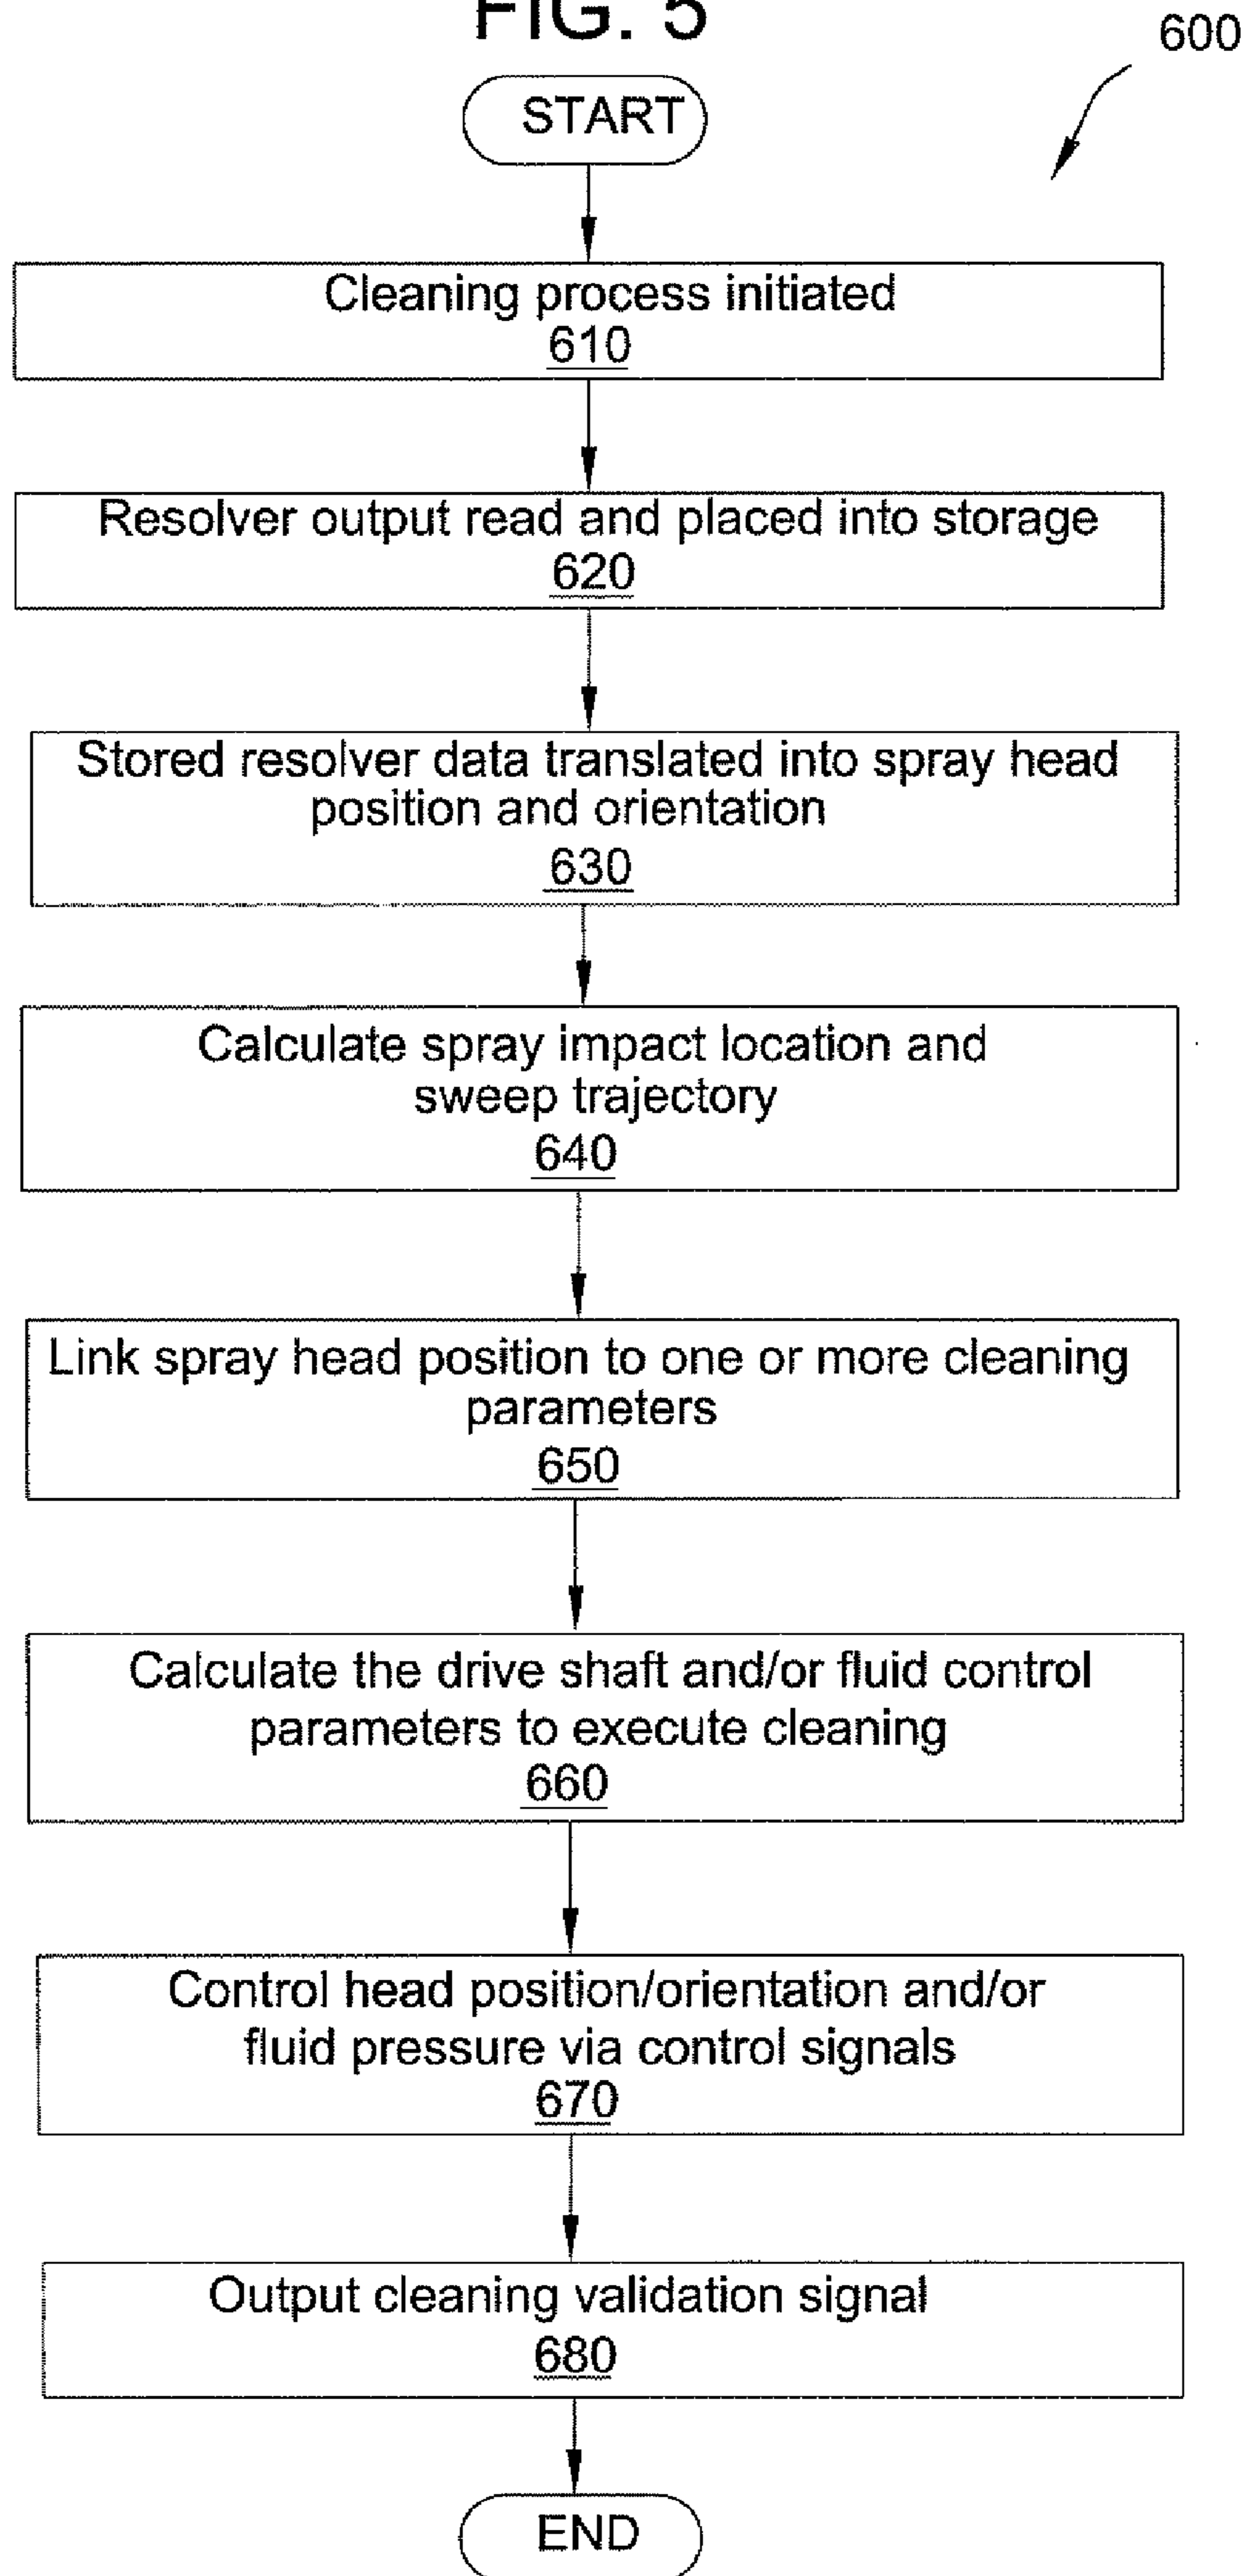 FIG. 5
600
START
Cleaning process initiated
610
Resolver output read and placed into storage
620
Stored resolver data translated into spray head
position and orientation
630
Calculate spray impact location and
sweep trajectory
640
Link spray head position to one or more cleaning
parameters
650
Calculate the drive shaft and/or fluid control
parameters to execute cleaning
660
Control head position/orientation and/or
fluid pressure via control signals
670
Output cleaning validation signal
680
END